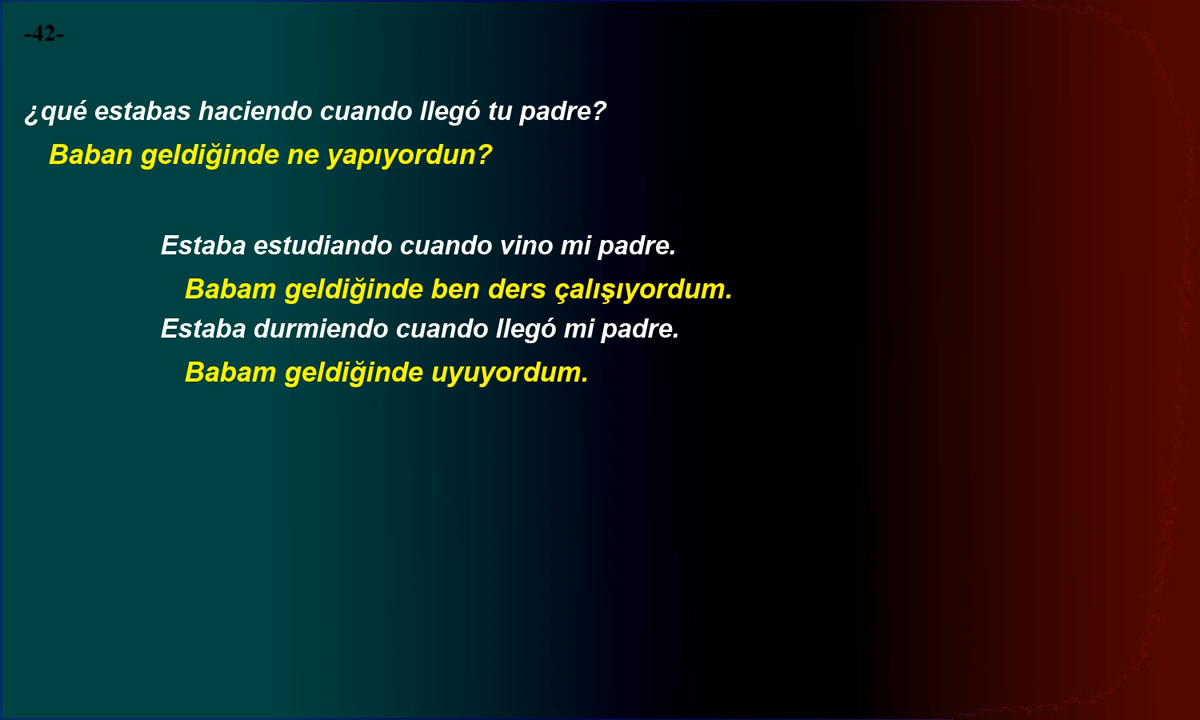 -42-
¿qué estabas haciendo cuando llegó tu padre?
Baban geldiğinde ne yapıyordun?
Estaba estudiando cuando vino mi padre.
Babam geldiğinde ben ders çalışıyordum.
Estaba durmiendo cuando llegó mi padre.
Babam geldiğinde uyuyordum.